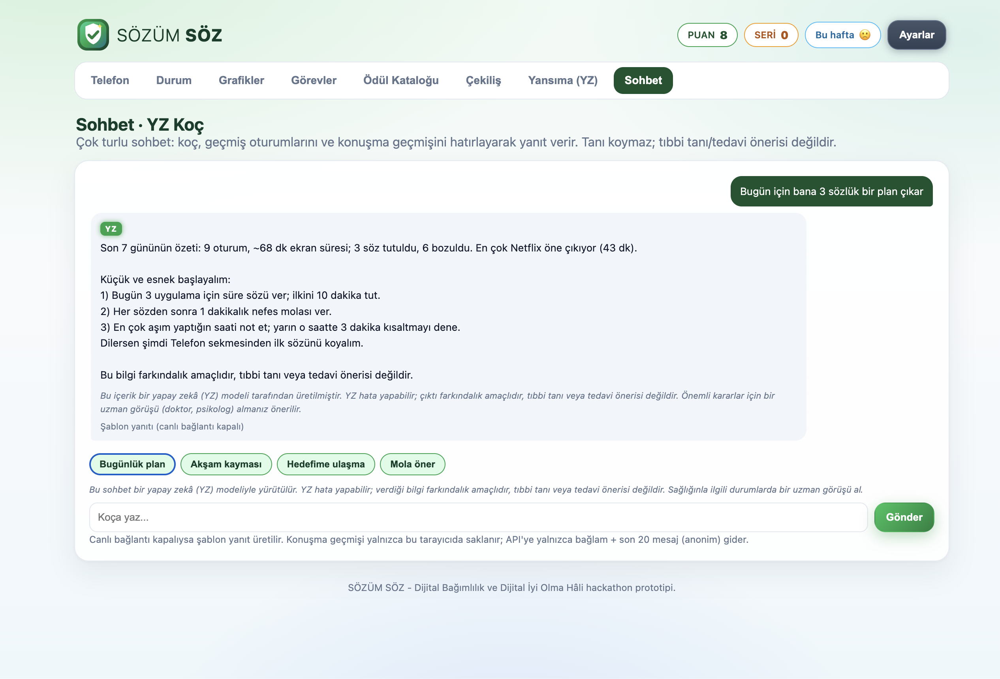 SÖZÜM SÖZ
PUAN 8
SERİ 0
Bu hafta 🙁
Ayarlar
Telefon
Durum
Grafikler
Görevler
Ödül Kataloğu
Çekiliş
Yansıma (YZ)
Sohbet
Sohbet · YZ Koç
Çok turlu sohbet: koç, geçmiş oturumlarını ve konuşma geçmişini hatırlayarak yanıt verir. Tanı koymaz; tıbbi tanı/tedavi önerisi değildir.
Bugün için bana 3 sözlük bir plan çıkar
YZ
Son 7 gününün özeti: 9 oturum, ~68 dk ekran süresi; 3 söz tutuldu, 6 bozuldu. En çok Netflix öne çıkıyor (43 dk).
Küçük ve esnek başlayalım:
1) Bugün 3 uygulama için süre sözü ver; ilkini 10 dakika tut.
2) Her sözden sonra 1 dakikalık nefes molası ver.
3) En çok aşım yaptığın saati not et; yarın o saatte 3 dakika kısaltmayı dene.
Dilersen şimdi Telefon sekmesinden ilk sözünü koyalım.
Bu bilgi farkındalık amaçlıdır, tıbbi tanı veya tedavi önerisi değildir.
Bu içerik bir yapay zekâ (YZ) modeli tarafından üretilmiştir. YZ hata yapabilir; çıktı farkındalık amaçlıdır, tıbbi tanı veya tedavi önerisi değildir. Önemli kararlar için bir
uzman görüşü (doktor, psikolog) almanız önerilir.
Şablon yanıtı (canlı bağlantı kapalı)
Bugünlük plan
Akşam kayması
Hedefime ulaşma
Mola öner
Bu sohbet bir yapay zekâ (YZ) modeliyle yürütülür. YZ hata yapabilir; verdiği bilgi farkındalık amaçlıdır, tıbbi tanı veya tedavi önerisi değildir. Sağlığınla ilgili durumlarda bir uzman görüşü al.
Koça yaz...
Gönder
Canlı bağlantı kapalıysa şablon yanıt üretilir. Konuşma geçmişi yalnızca bu tarayıcıda saklanır; API'ye yalnızca bağlam + son 20 mesaj (anonim) gider.
SÖZÜM SÖZ - Dijital Bağımlılık ve Dijital İyi Olma Hâli hackathon prototipi.